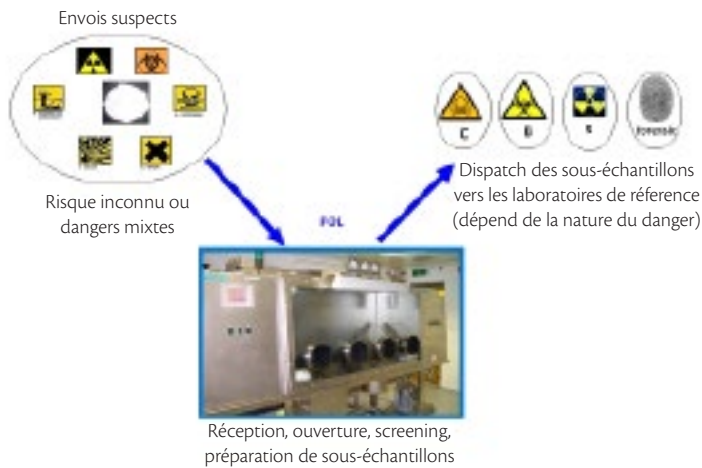 Envois suspects
Risque inconnu ou
dangers mixtes
C
B
forensic
Dispatch des sous-échantillons
vers les laboratoires de réference
(dépend de la nature du danger)
FOL
Réception, ouverture, screening,
préparation de sous-échantillons